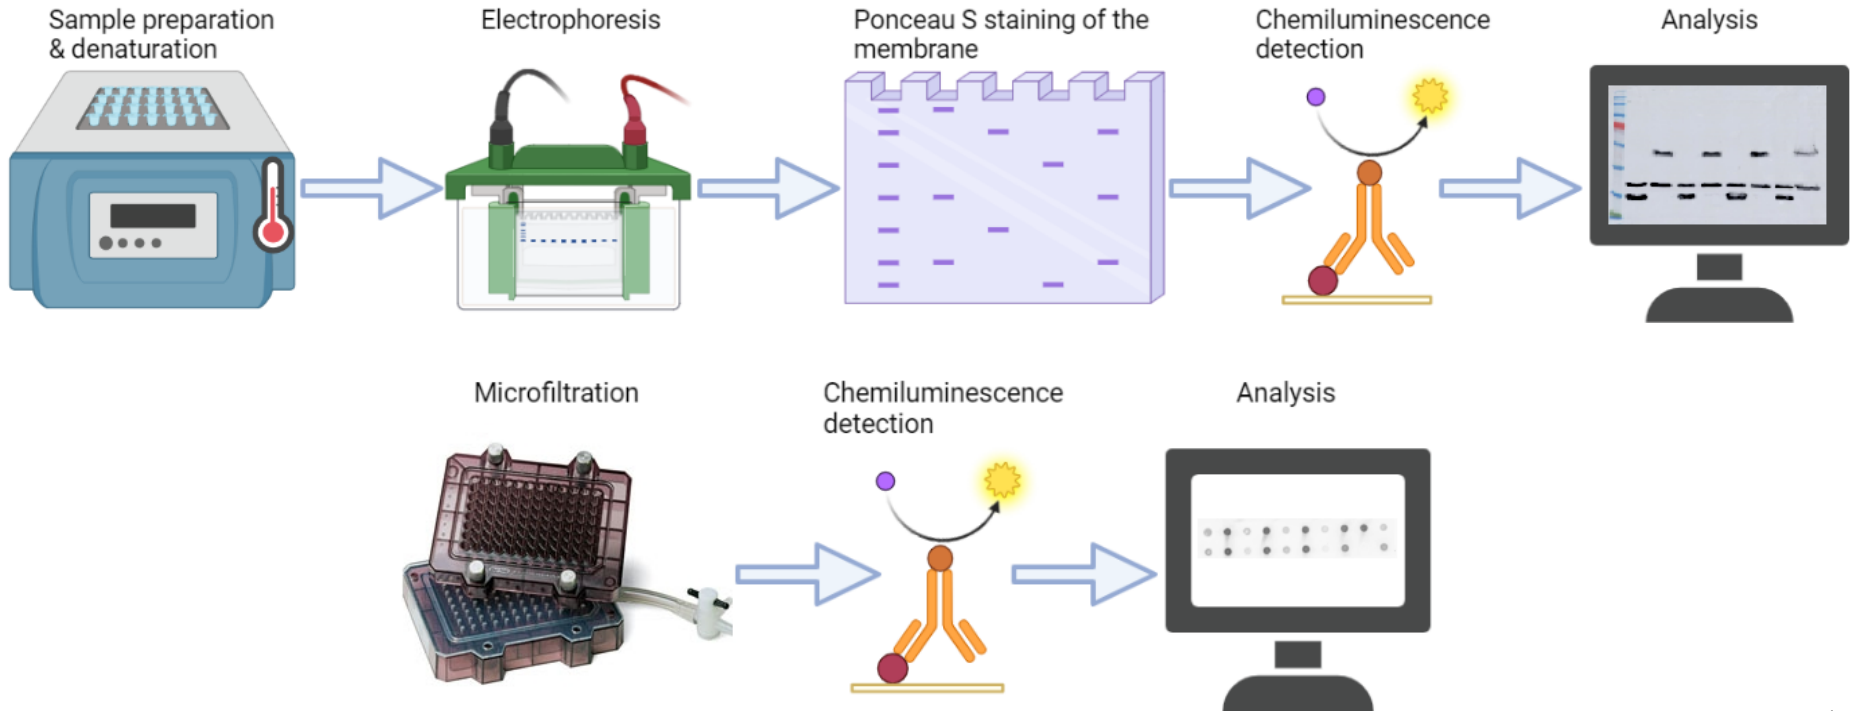 Sample preparation
& denaturation
Electrophoresis
Ponceau S staining of the
membrane
Chemiluminescence
detection
Analysis
Microfiltration
Chemiluminescence
detection
Analysis